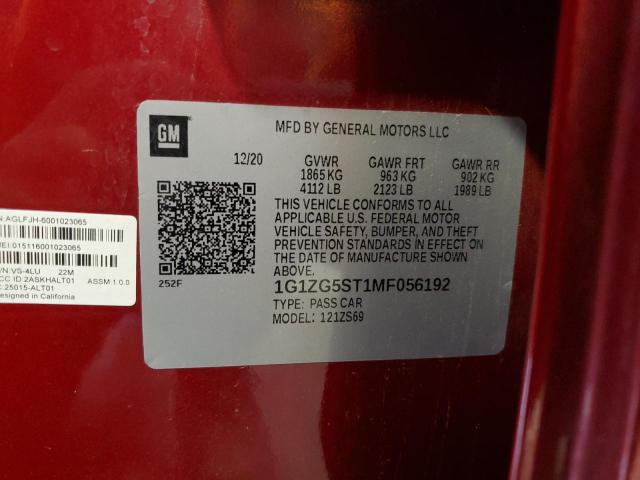 GM
MFD BY GENERAL MOTORS LLC
12/20 GVWR GAWR FRT GAWR RR
1865 KG 963 KG 902 KG
4112 LB 2123 LB 1989 LB
THIS VEHICLE CONFORMS TO ALL
APPLICABLE U.S. FEDERAL MOTOR
VEHICLE SAFETY, BUMPER, AND THEFT
PREVENTION STANDARDS IN EFFECT ON
THE DATE OF MANUFACTURE SHOWN
ABOVE.
252F
1G1ZG5ST1MF056192
TYPE: PASS CAR
MODEL: 121ZS69
N:AGLFJH-6001023065
EI:015116001023065
/N:VS-4LU 22M
CC ID:2ASKHALT01 ASSM 1.0.0
:25015-ALT01
esigned in California